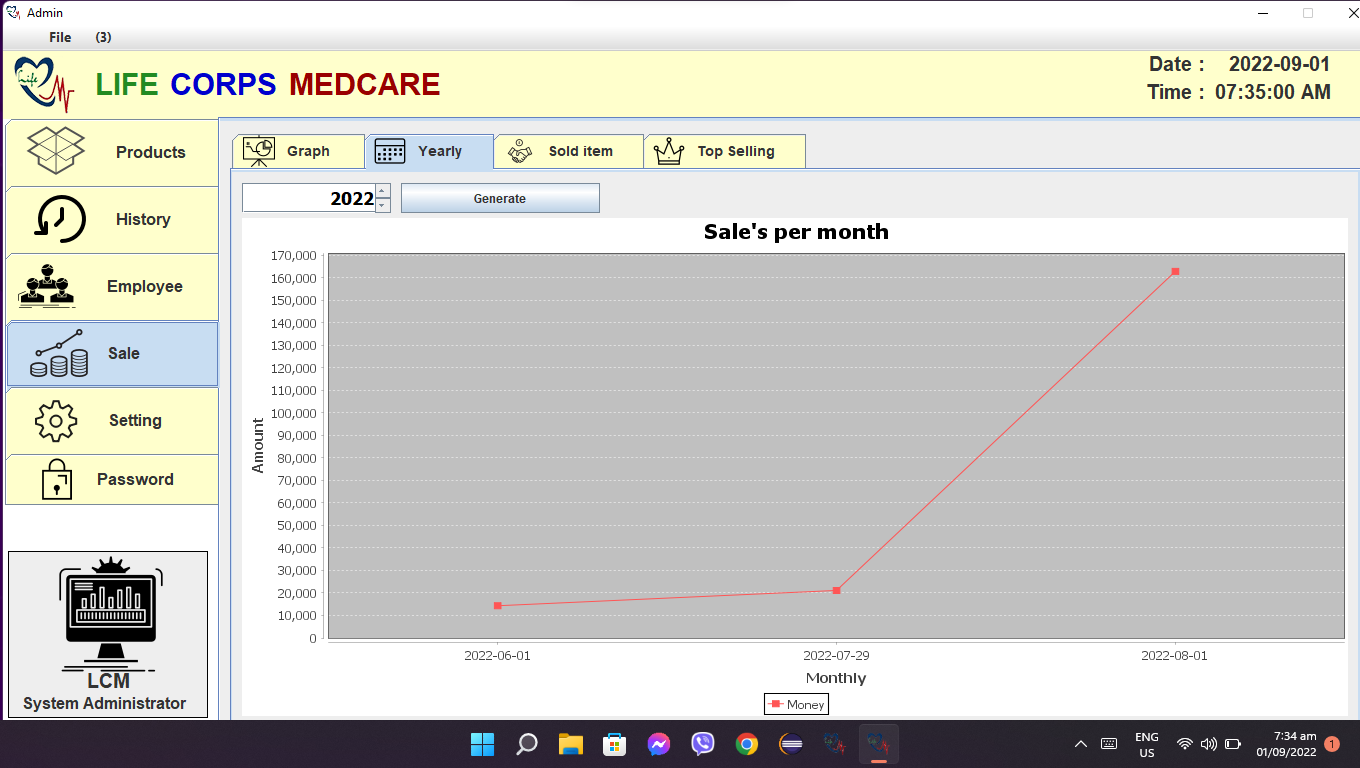 Admin
File (3)
Life
LIFE CORPS MEDCARE
Date : 2022-09-01
Time : 07:35:00 AM
Products
History
Employee
Sale
Setting
Password
LCM
System Administrator
Graph Yearly Sold item Top Selling
2022 Generate
Sale's per month
170,000
160,000
150,000
140,000
130,000
120,000
110,000
100,000
90,000
80,000
70,000
60,000
50,000
40,000
30,000
20,000
10,000
0
Amount
2022-06-01 2022-07-29 2022-08-01
Monthly
Money
ENG
US
7:34 am
01/09/2022
1